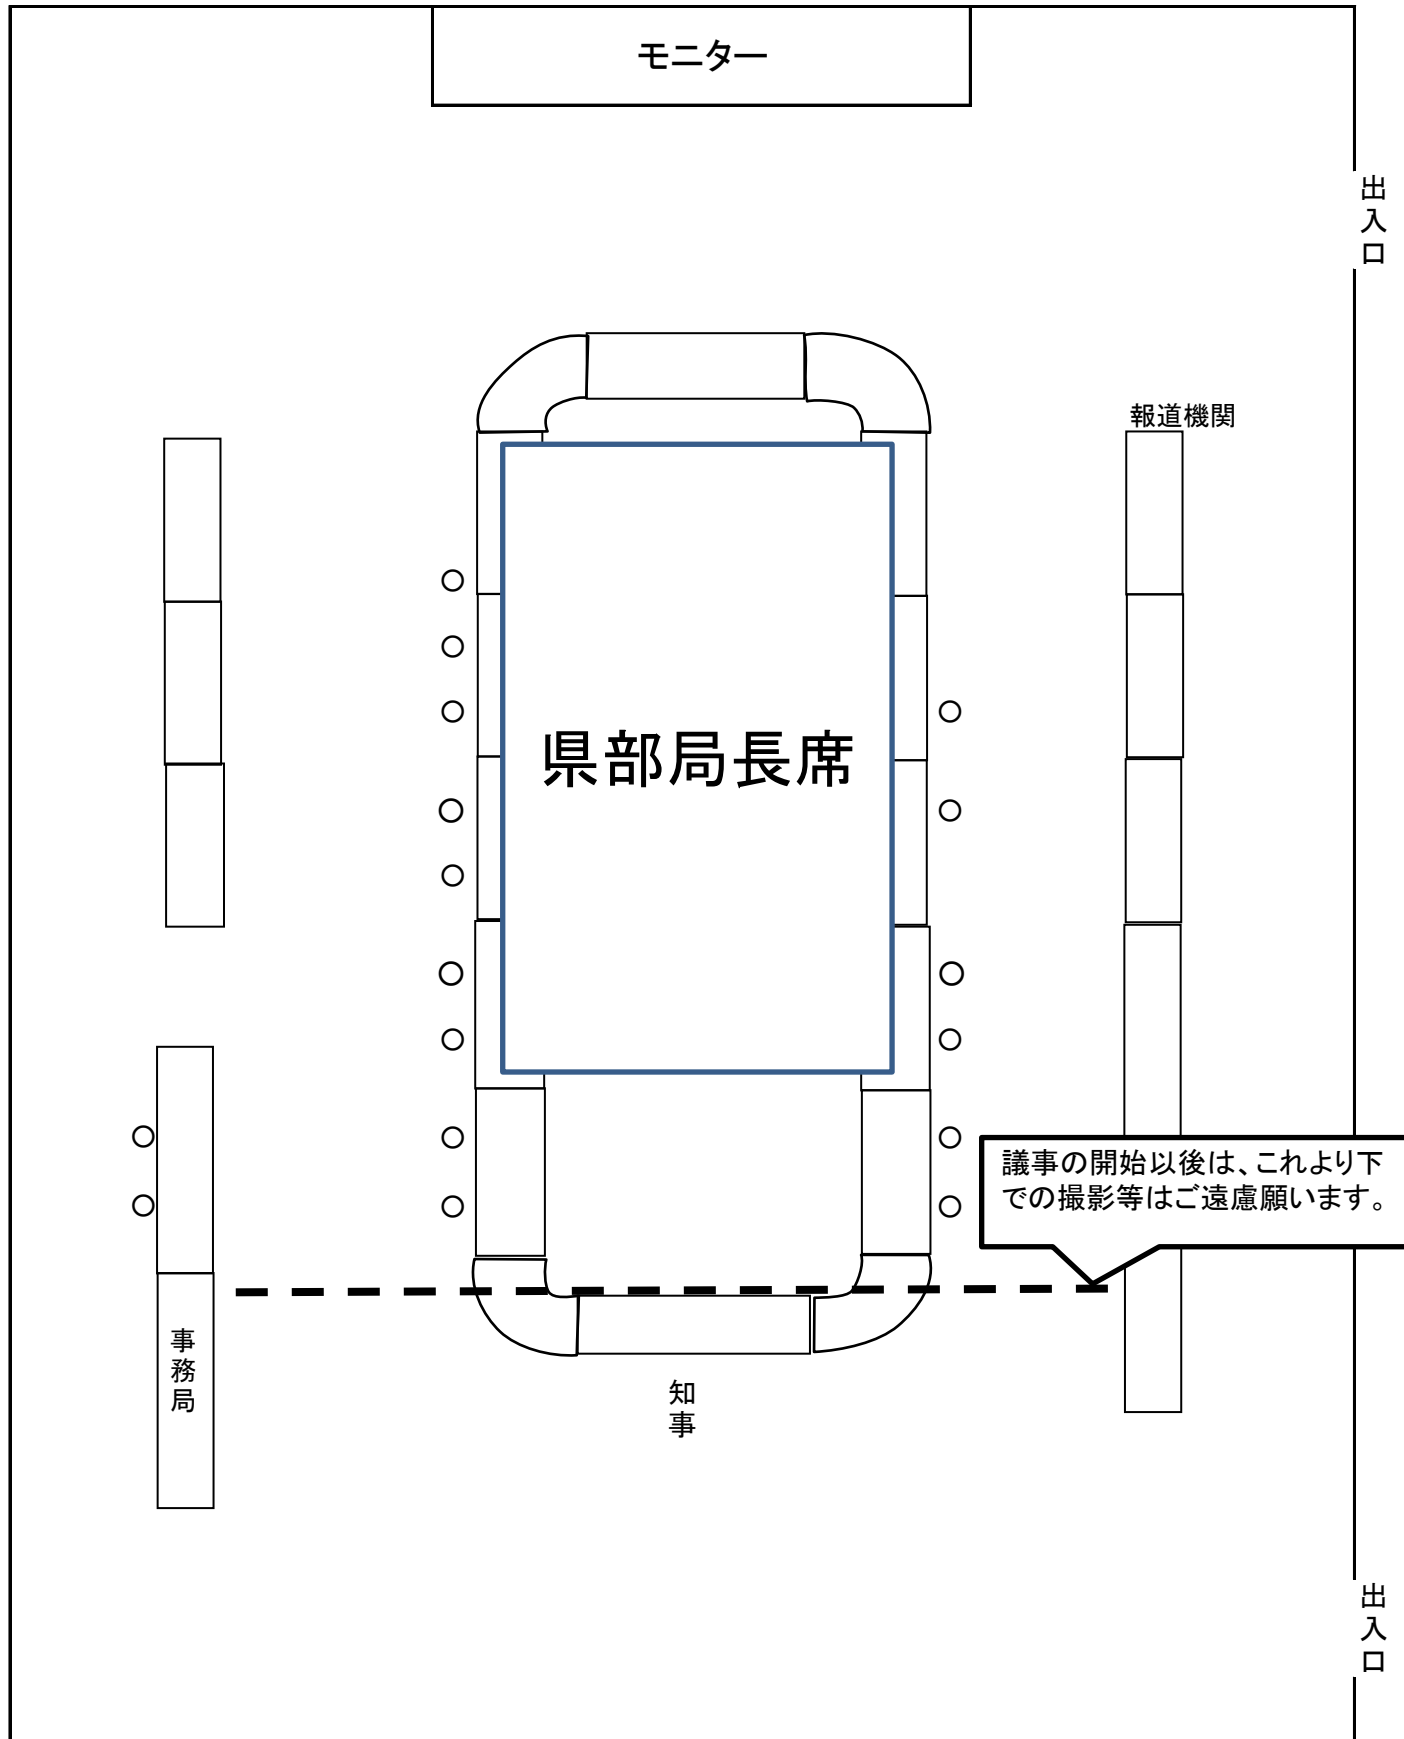 モニター
出入口
報道機関
県部局長席
議事の開始以後は、これより下
での撮影等はご遠慮願います。
事務局
知事
出入口